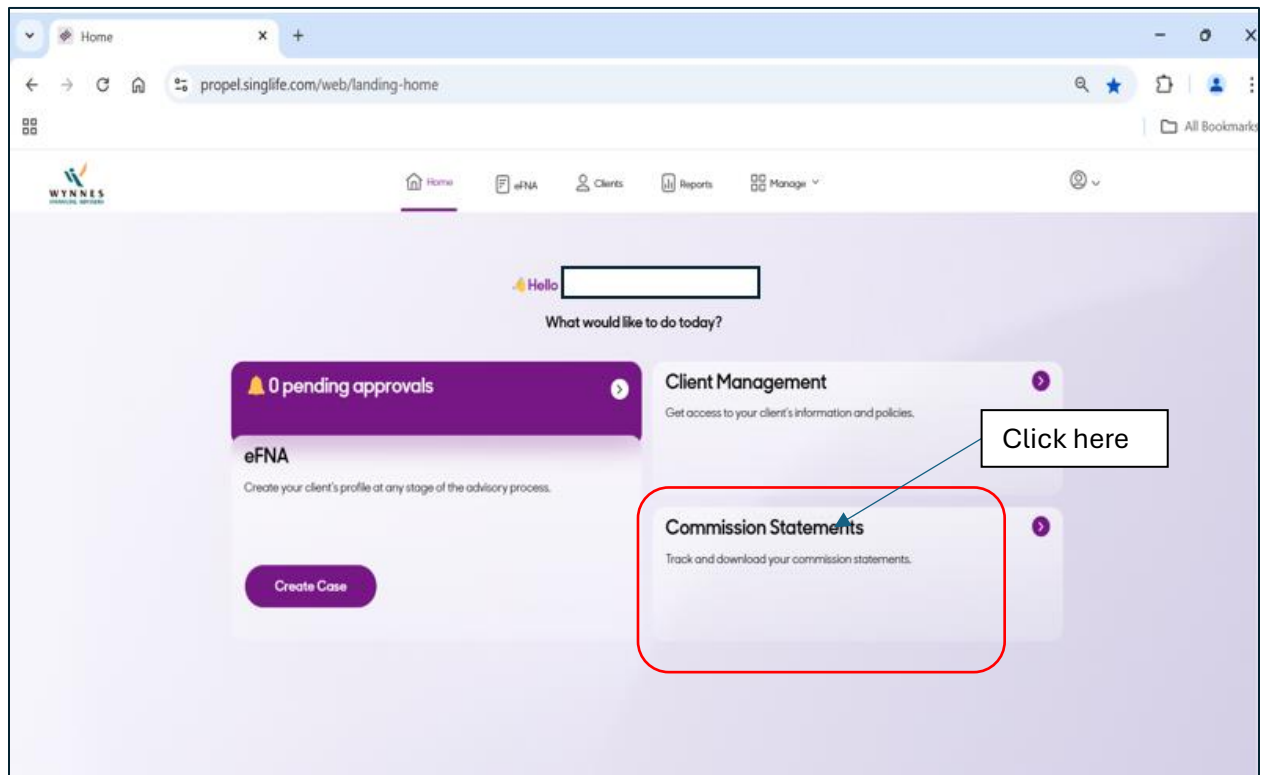 Home
propel.singlife.com/web/landing-home
All Bookmarks
WYNNES
FINANCIAL ADVISERS
Home eFNA Clients Reports Manage
Hello
What would like to do today?
0 pending approvals
Client Management
Get access to your client's information and policies.
Click here
eFNA
Create your client's profile at any stage of the advisory process.
Commission Statements
Track and download your commission statements.
Create Case